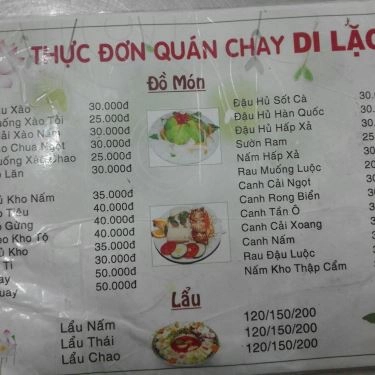 THỰC ĐƠN QUÁN CHAY DI LẶC
Đồ Món
Xào 30.000đ
Xào Tỏi 25.000đ
Xào Nấm 30.000đ
Chua Ngọt 30.000đ
Xào Chao 25.000đ
Lăn 30.000đ
Kho Nấm 35.000đ
Tiêu 40.000đ
Gừng 40.000đ
Kho Tộ 40.000đ
Kho 35.000đ
30.000đ
50.000đ
50.000đ
Đậu Hủ Sốt Cà
Đậu Hủ Hàn Quốc
Đậu Hủ Hấp Xả
Sườn Ram
Nấm Hấp Xả
Rau Muống Luộc
Canh Cải Ngọt
Canh Rong Biển
Canh Tần Ô
Canh Cải Xoang
Canh Nấm
Rau Đậu Luộc
Nấm Kho Thập Cẩm
Lẩu
Lẩu Nấm 120/150/200
Lẩu Thái 120/150/200
Lẩu Chao 120/150/200